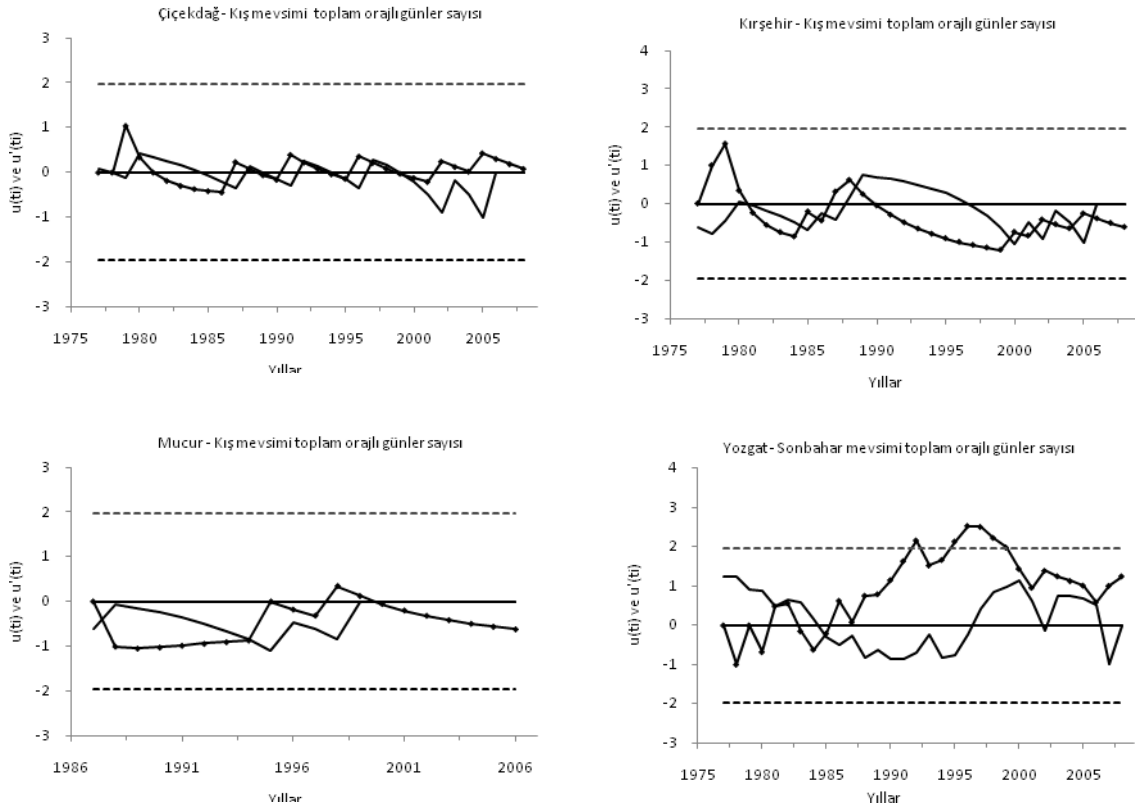 Çiçekdağ- Kış mevsimi toplam orajlı günler sayısı
u(ti) ve u'(ti)
3
2
1
0
-1
-2
-3
1975 1980 1985 1990 1995 2000 2005
Yıllar
Kırşehir - Kış mevsimi toplam orajlı günler sayısı
u(ti) ve u'(ti)
4
3
2
1
0
-1
-2
-3
1975 1980 1985 1990 1995 2000 2005
Yıllar
Mucur - Kış mevsimi toplam orajlı günler sayısı
u(ti) ve u'(ti)
3
2
1
0
-1
-2
-3
1986 1991 1996 2001 2006
Yıllar
Yozgat- Sonbahar mevsimi toplam orajlı günler sayısı
u(ti) ve u'(ti)
4
3
2
1
0
-1
-2
-3
1975 1980 1985 1990 1995 2000 2005
Yıllar